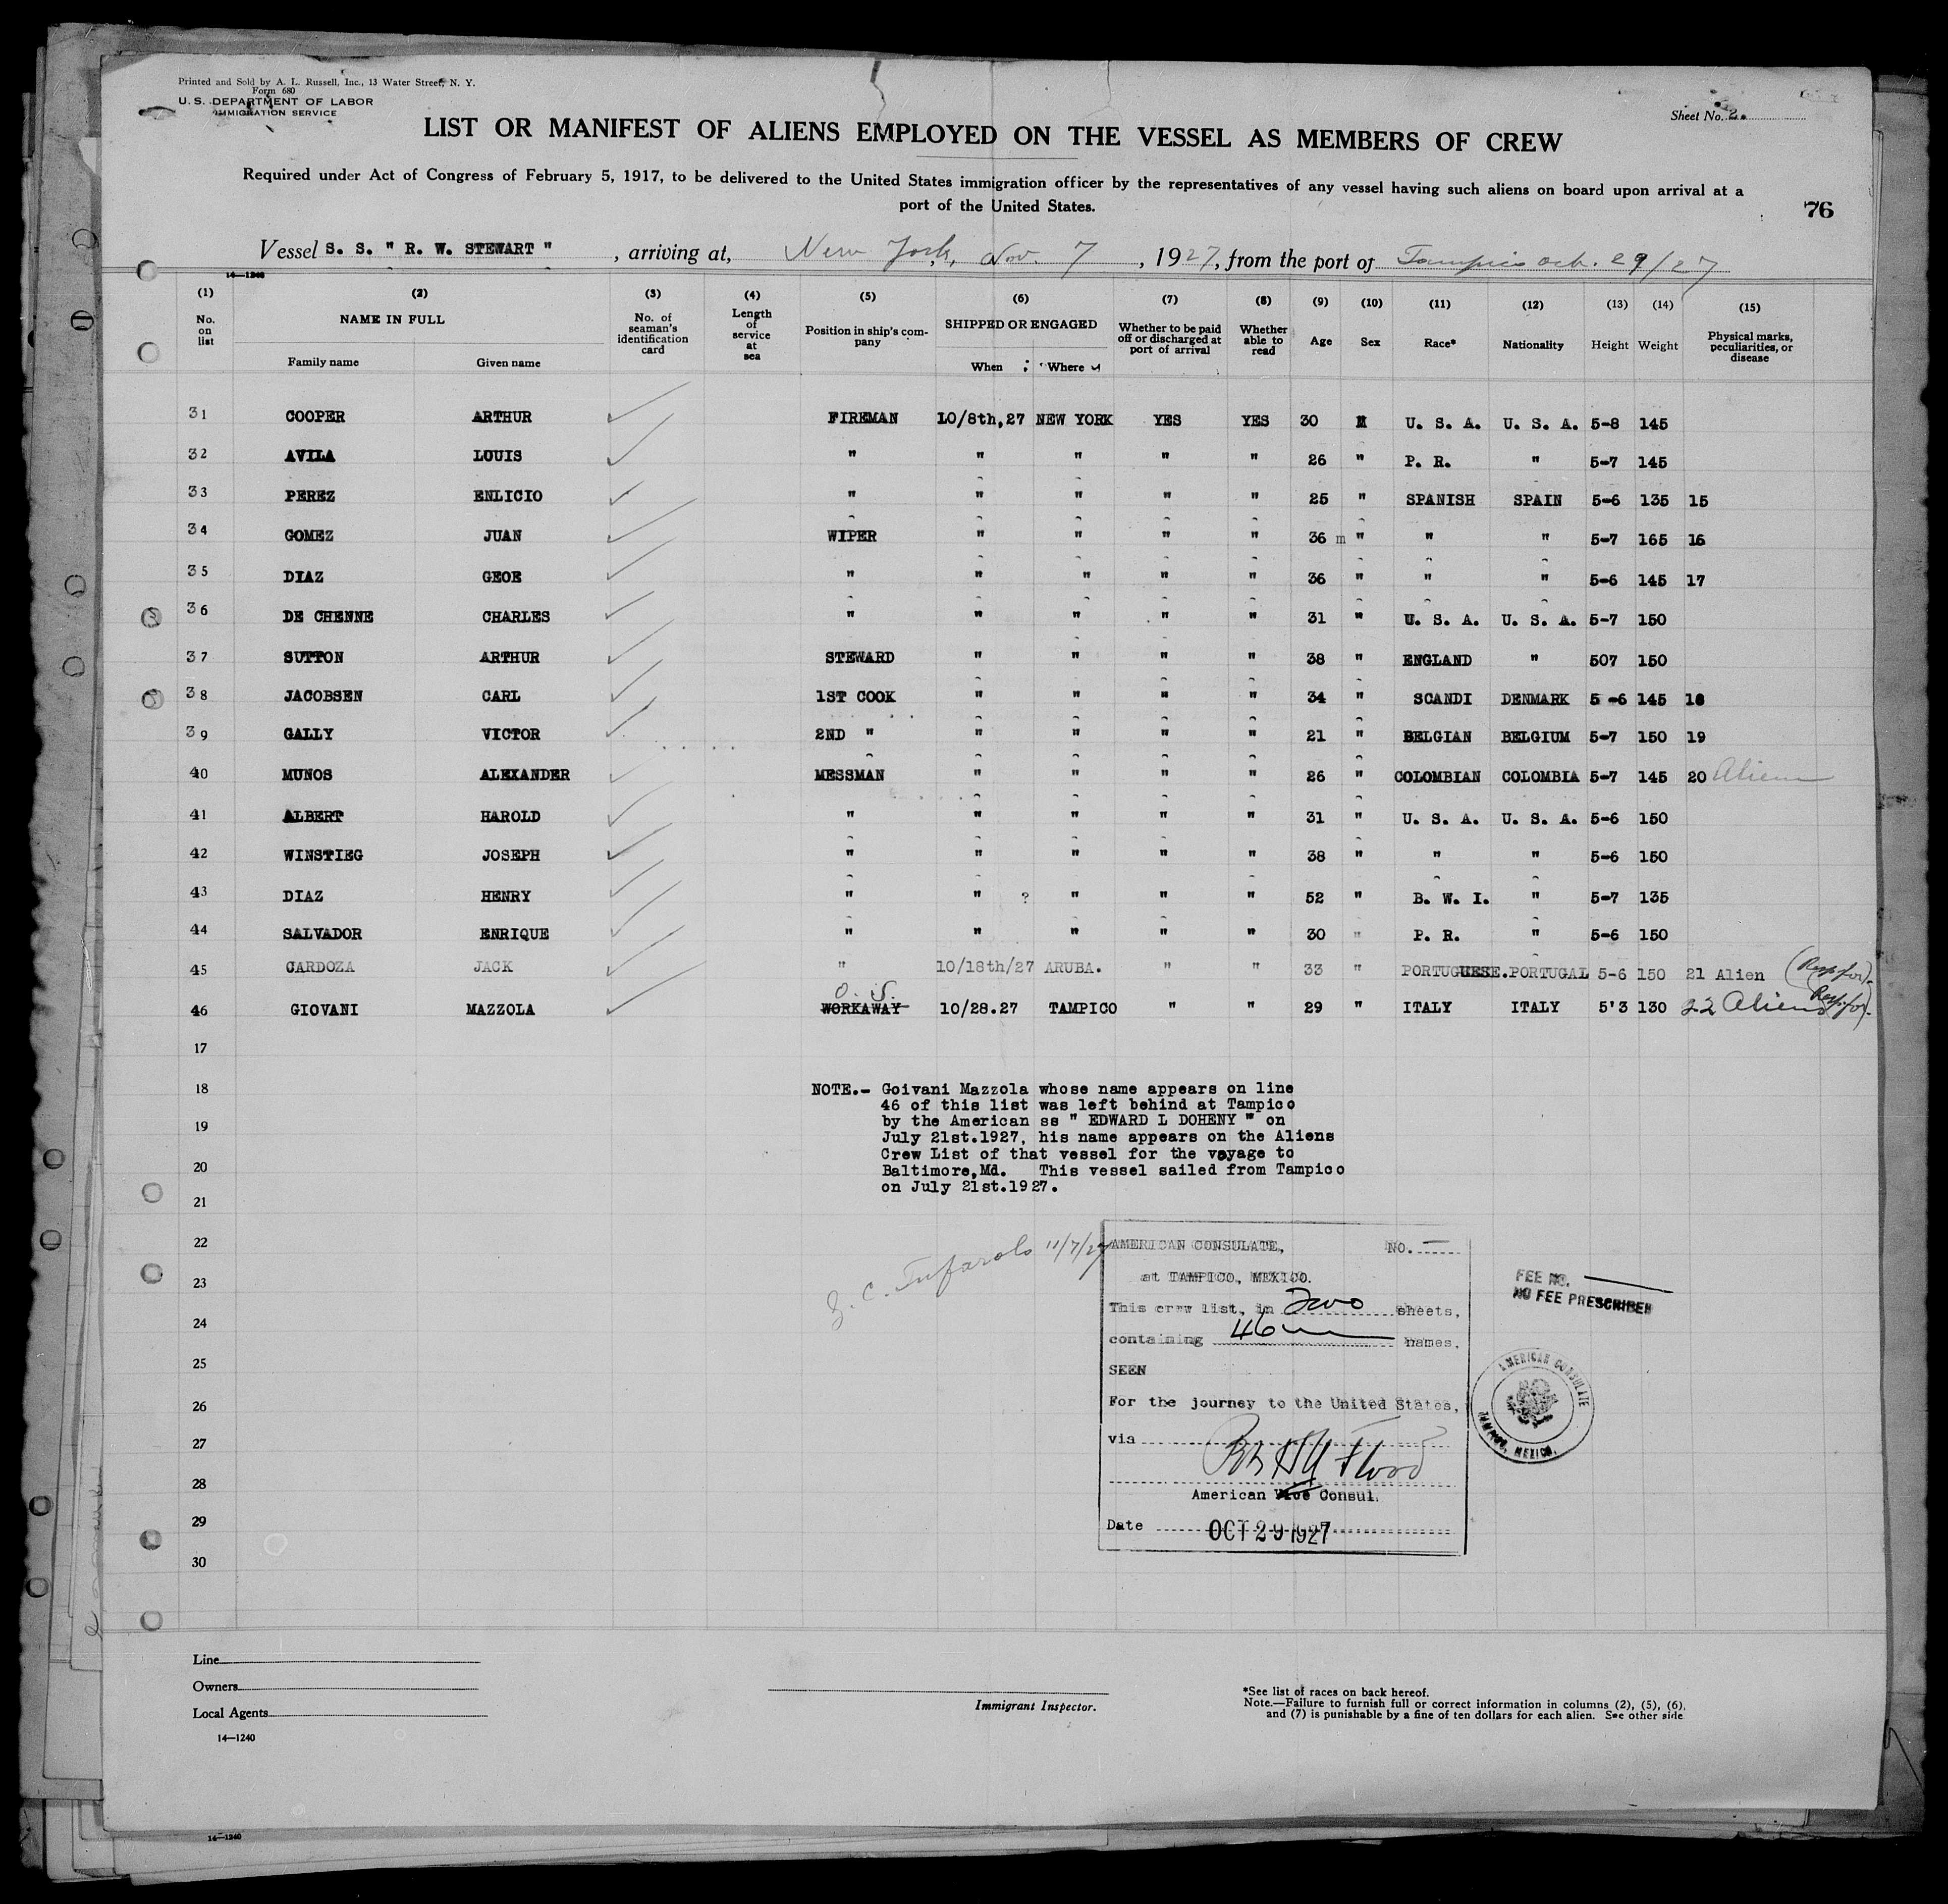 Printed and Sold by A. L. Russell, Inc., 13 Water Street, N. Y.
Form 680
U. S. DEPARTMENT OF LABOR
IMMIGRATION SERVICE
Sheet No. 2.
LIST OR MANIFEST OF ALIENS EMPLOYED ON THE VESSEL AS MEMBERS OF CREW
Required under Act of Congress of February 5, 1917, to be delivered to the United States immigration officer by the representatives of any vessel having such aliens on board upon arrival at a
port of the United States.
76
Vessel S. S. " R. W. STEWART " , arriving at, New York, Nov. 7 , 1927, from the port of Tampico Oct. 29/27
14—1240
(1) (2) (3) (4) (5) (6) (7) (8) (9) (10) (11) (12) (13) (14) (15)
No. on list
NAME IN FULL
Family name Given name
No. of seaman's identification card
Length of service at sea
Position in ship's company
SHIPPED OR ENGAGED
When Where
Whether to be paid off or discharged at port of arrival
Whether able to read
Age Sex Race* Nationality Height Weight
Physical marks, peculiarities, or disease
31 COOPER ARTHUR FIREMAN 10/8th,27 NEW YORK YES YES 30 M U. S. A. U. S. A. 5-8 145
32 AVILA LOUIS " " " " " 26 " P. R. " 5-7 145
33 PEREZ ENLICIO " " " " " 25 " SPANISH SPAIN 5-6 135 15
34 GOMEZ JUAN WIPER " " " " 36 m " " " 5-7 165 16
35 DIAZ GEOE " " " " " 36 " " " 5-6 145 17
36 DE CHENNE CHARLES " " " " " 31 " U. S. A. U. S. A. 5-7 150
37 SUTTON ARTHUR STEWARD " " " " 38 " ENGLAND " 507 150
38 JACOBSEN CARL 1ST COOK " " " " 34 " SCANDI DENMARK 5 -6 145 18
39 GALLY VICTOR 2ND " " " " " 21 " BELGIAN BELGIUM 5-7 150 19
40 MUNOS ALEXANDER MESSMAN " " " " 26 " COLOMBIAN COLOMBIA 5-7 145 20 Alien
41 ALBERT HAROLD " " " " " 31 " U. S. A. U. S. A. 5-6 150
42 WINSTIEG JOSEPH " " " " " 38 " " " 5-6 150
43 DIAZ HENRY " " ? " " " 52 " B. W. I. " 5-7 135
44 SALVADOR ENRIQUE " " " " " 30 " P. R. " 5-6 150
45 CARDOZA JACK " 10/18th/27 ARUBA. " " 33 " PORTUGUESE. PORTUGAL 5-6 150 21 Alien
O. S.
46 GIOVANI MAZZOLA WORKAWAY 10/28.27 TAMPICO " " 29 " ITALY ITALY 5'3 130 22 Alien
17
18
19
20
21
22
23
24
25
26
27
28
29
30
NOTE.- Goivani Mazzola whose name appears on line
46 of this list was left behind at Tampico
by the American ss " EDWARD L DOHENY " on
July 21st.1927, his name appears on the Aliens
Crew List of that vessel for the voyage to
Baltimore,Md. This vessel sailed from Tampico
on July 21st.1927.
11/7/27
AMERICAN CONSULATE, NO. —
at TAMPICO, MEXICO.
This crew list, in Two sheets,
containing 46 names,
SEEN
For the journey to the United States,
via
American Vice Consul.
Date OCT 29 1927
FEE NO.
NO FEE PRESCRIBED
AMERICAN CONSULATE
TAMPICO, MEXICO.
Line
Owners
Local Agents
14—1240
Immigrant Inspector.
*See list of races on back hereof.
Note.—Failure to furnish full or correct information in columns (2), (5), (6),
and (7) is punishable by a fine of ten dollars for each alien. See other side
14—1240